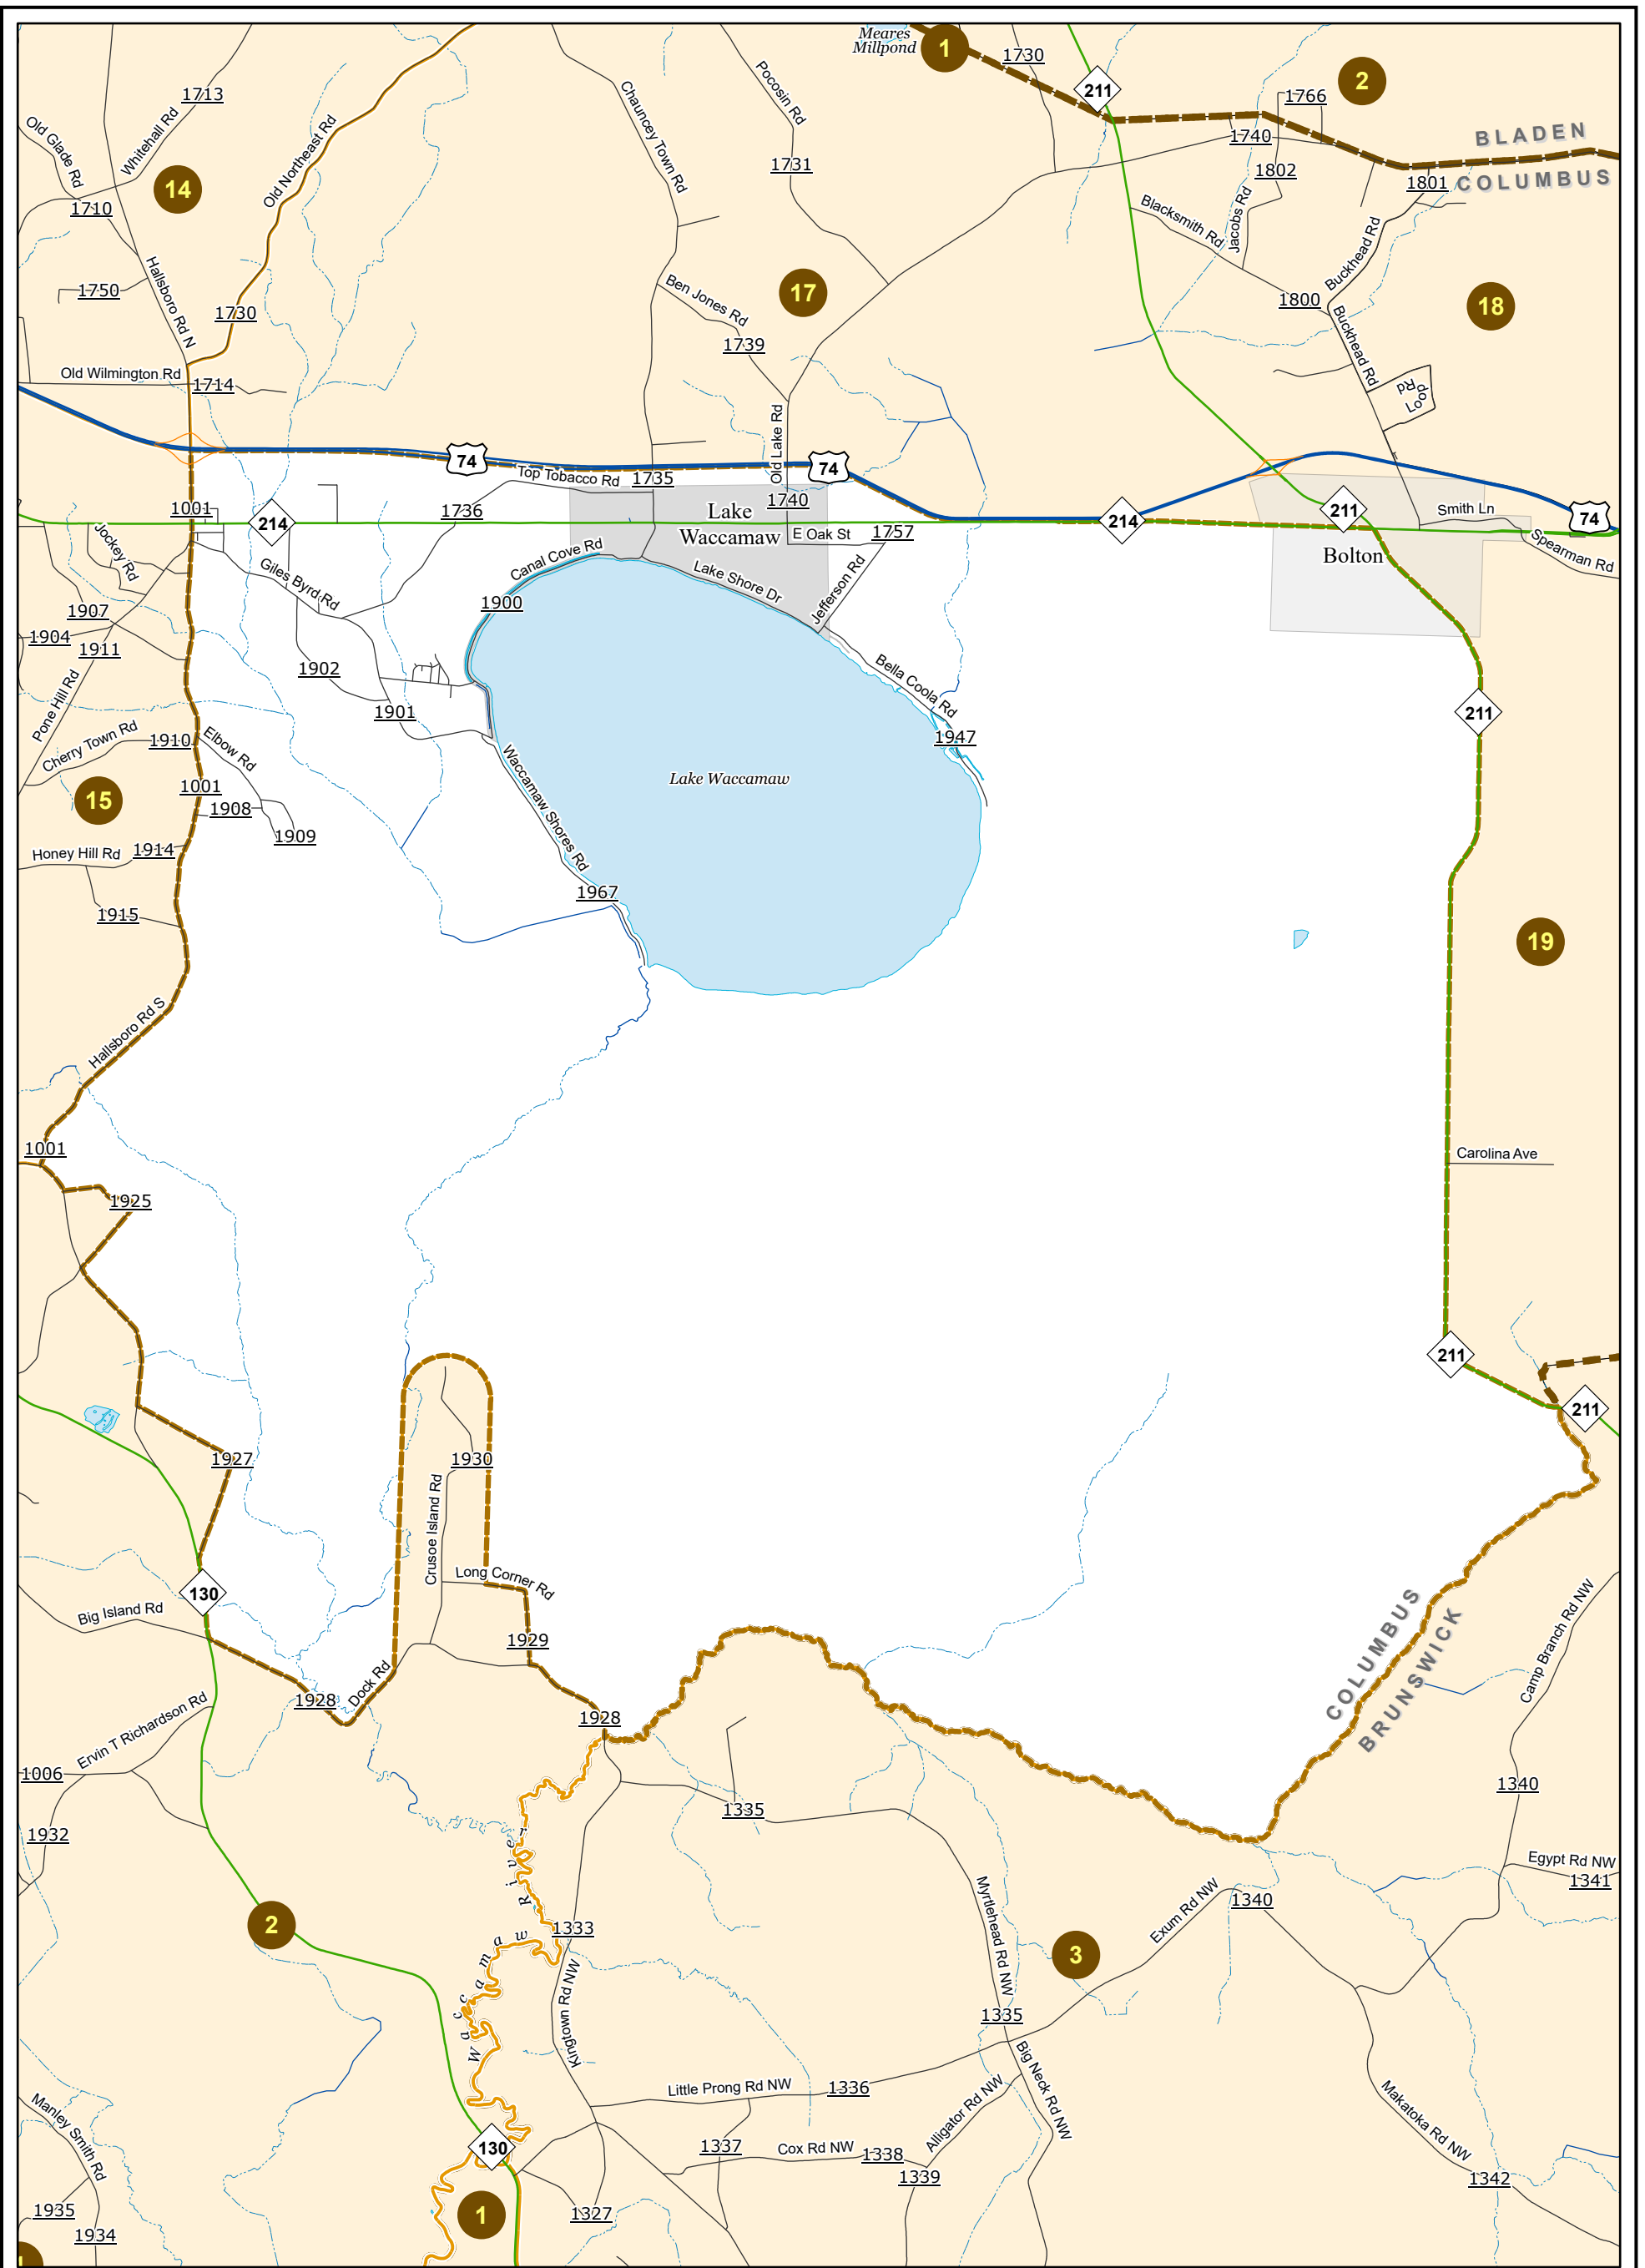 Meares
Millpond
1
1730
2
211
1766
1713
Old Glade Rd
Whitehall Rd
Old Northeast Rd
Chauncey Town Rd
Pocosin Rd
1731
1740
BLADEN
COLUMBUS
1802
1801
14
1710
Blacksmith Rd
Jacobs Rd
Buckhead Rd
Hallsboro Rd N
1750
1730
Ben Jones Rd
17
1800
18
1739
Buckhead Rd
Old Wilmington Rd
1714
Loop Rd
Old Lake Rd
74
74
Top Tobacco Rd
1735
1740
1001
214
1736
Lake
Waccamaw
E Oak St
1757
214
211
Smith Ln
74
Spearman Rd
Bolton
Jockey Rd
Giles Byrd Rd
Canal Cove Rd
Lake Shore Dr
Jefferson Rd
1907
1900
1904
1911
1902
Bella Coola Rd
Pone Hill Rd
1901
211
Cherry Town Rd
1910
Elbow Rd
1947
Lake Waccamaw
15
1001
1908
1909
Waccamaw Shores Rd
Honey Hill Rd
1914
1967
1915
19
Hallsboro Rd S
1001
Carolina Ave
1925
211
211
1927
1930
Crusoe Island Rd
Long Corner Rd
130
Big Island Rd
1929
COLUMBUS
BRUNSWICK
Camp Branch Rd NW
Dock Rd
1928
1928
Ervin T Richardson Rd
1006
1340
1335
1932
Waccamaw River
Egypt Rd NW
1341
Myrtlehead Rd NW
Exum Rd NW
1340
2
1333
3
Kingtown Rd NW
1335
Big Neck Rd NW
Little Prong Rd NW
1336
Alligator Rd NW
Makatoka Rd NW
Manley Smith Rd
130
1337
Cox Rd NW
1338
1339
1342
1935
1934
1
1327